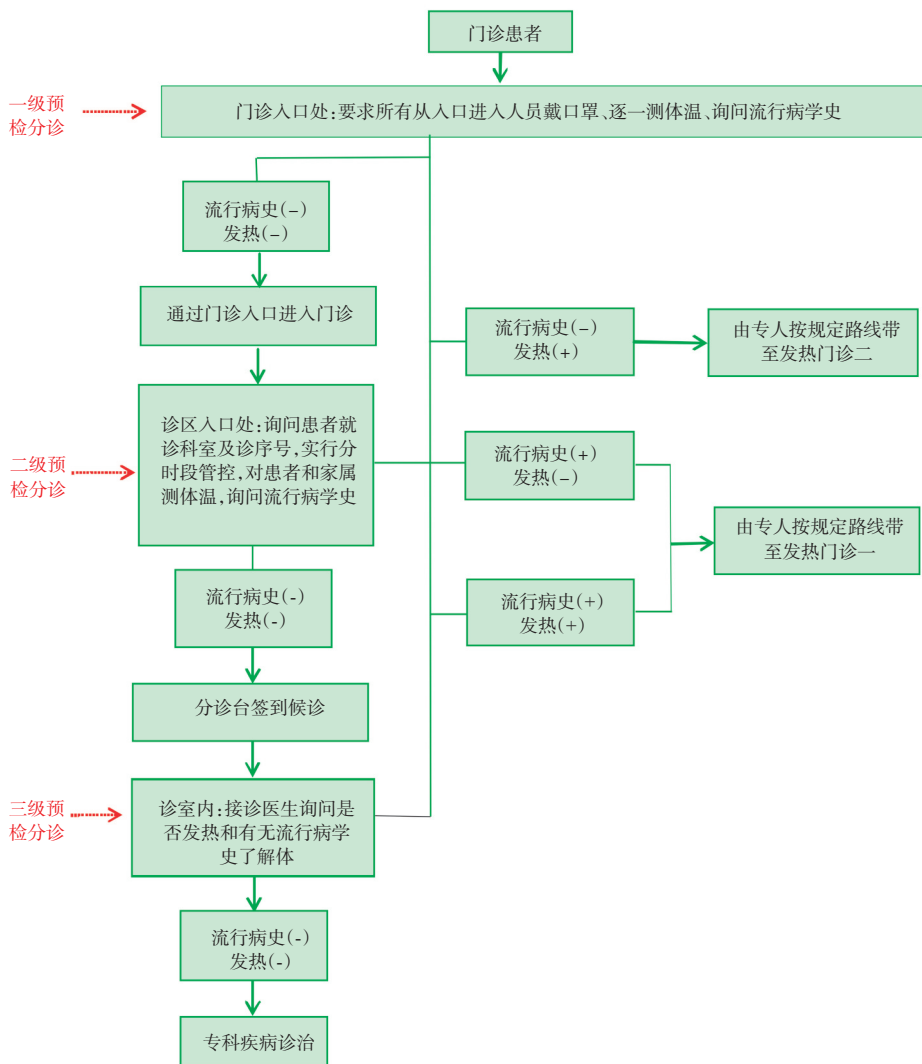 门诊患者
一级预
检分诊
门诊入口处:要求所有从入口进入人员戴口罩、逐一测体温、询问流行病学史
流行病史(-)
发热(-)
通过门诊入口进入门诊
流行病史(-)
发热(+)
由专人按规定路线带
至发热门诊二
二级预
检分诊
诊区入口处:询问患者就
诊科室及诊序号,实行分
时段管控,对患者和家属
测体温,询问流行病学史
流行病史(+)
发热(-)
由专人按规定路线带
至发热门诊一
流行病史(-)
发热(-)
流行病史(+)
发热(+)
分诊台签到候诊
三级预
检分诊
诊室内:接诊医生询问是
否发热和有无流行病学
史了解体
流行病史(-)
发热(-)
专科疾病诊治